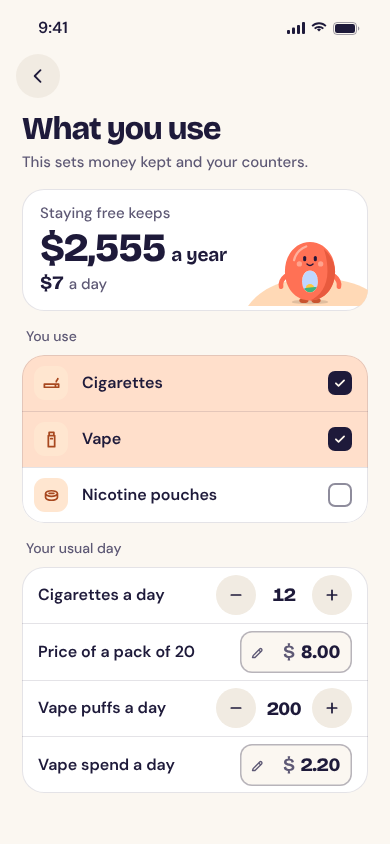 9:41
What you use
This sets money kept and your counters.
Staying free keeps
$2,555 a year
$7 a day
You use
Cigarettes
Vape
Nicotine pouches
Your usual day
Cigarettes a day − 12 +
Price of a pack of 20 $ 8.00
Vape puffs a day − 200 +
Vape spend a day $ 2.20